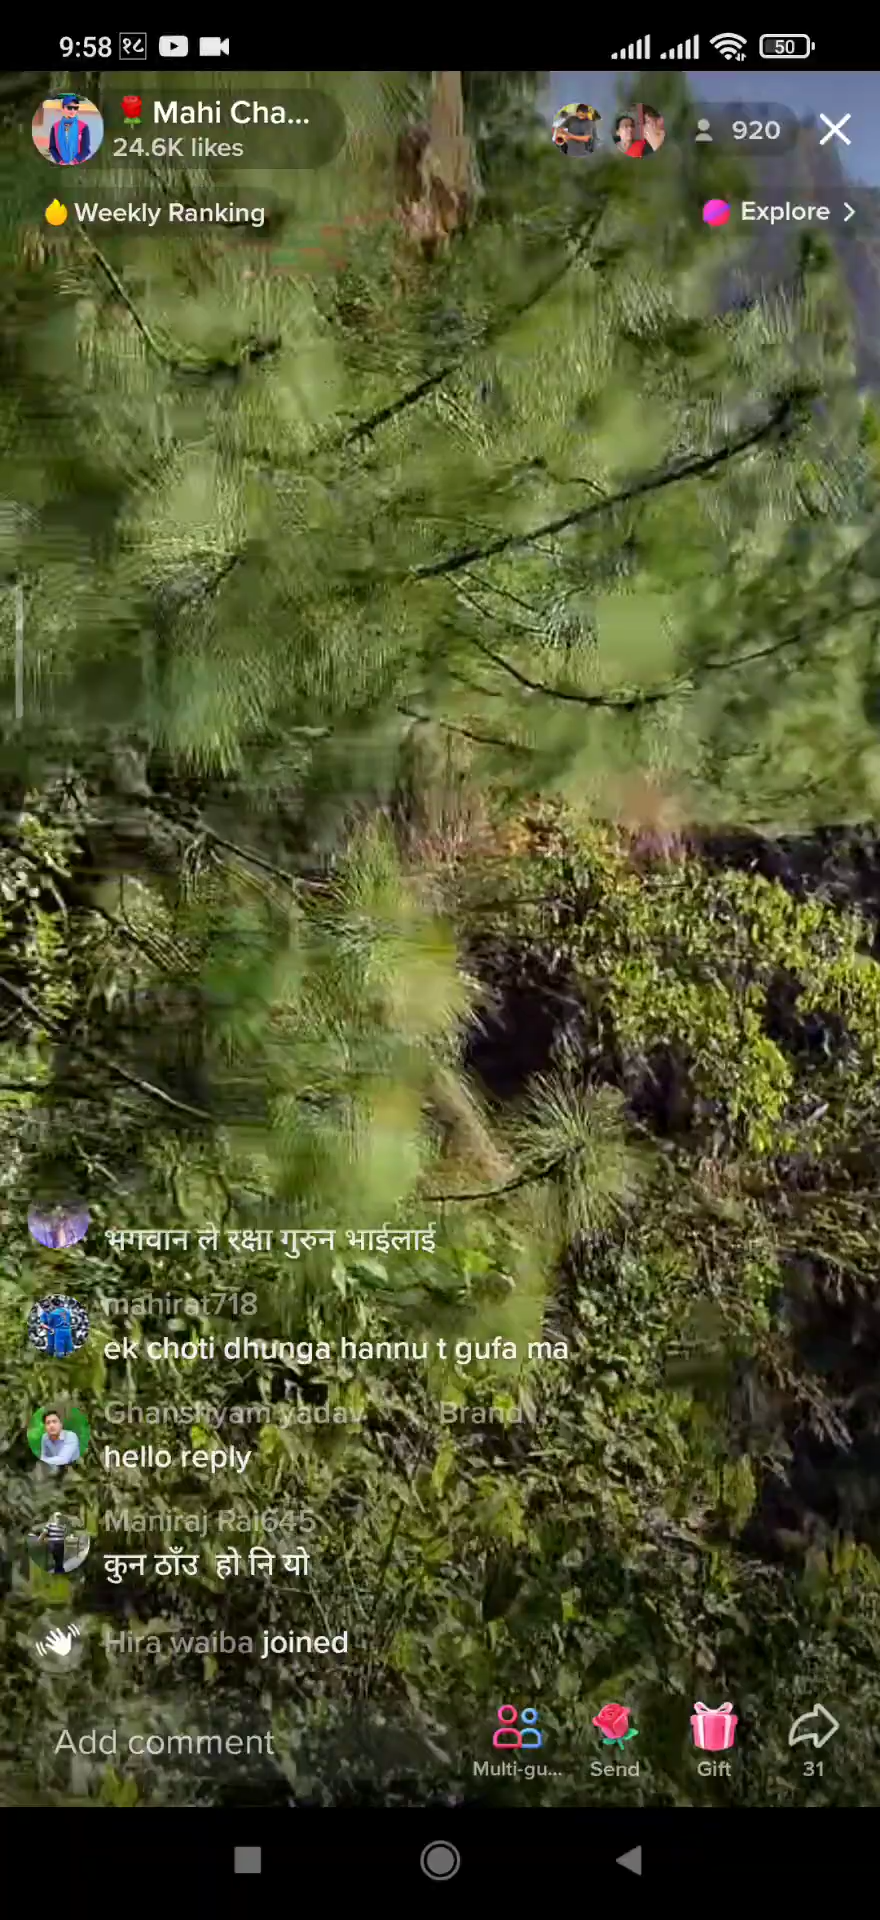 9:58 १८ 50
Mahi Cha...
24.6K likes
920
Weekly Ranking
Explore
भगवान ले रक्षा गुरुन भाईलाई
mahirat718
ek choti dhunga hannu t gufa ma
Ghanshyam yadav Brand
hello reply
Maniraj Rai645
कुन ठाँउ हो नि यो
Hira waiba joined
Add comment
Multi-gu...
Send
Gift
31